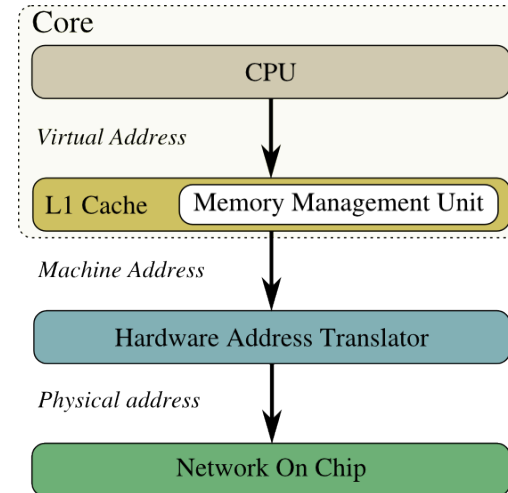 Core
CPU
Virtual Address
L1 Cache Memory Management Unit
Machine Address
Hardware Address Translator
Physical address
Network On Chip